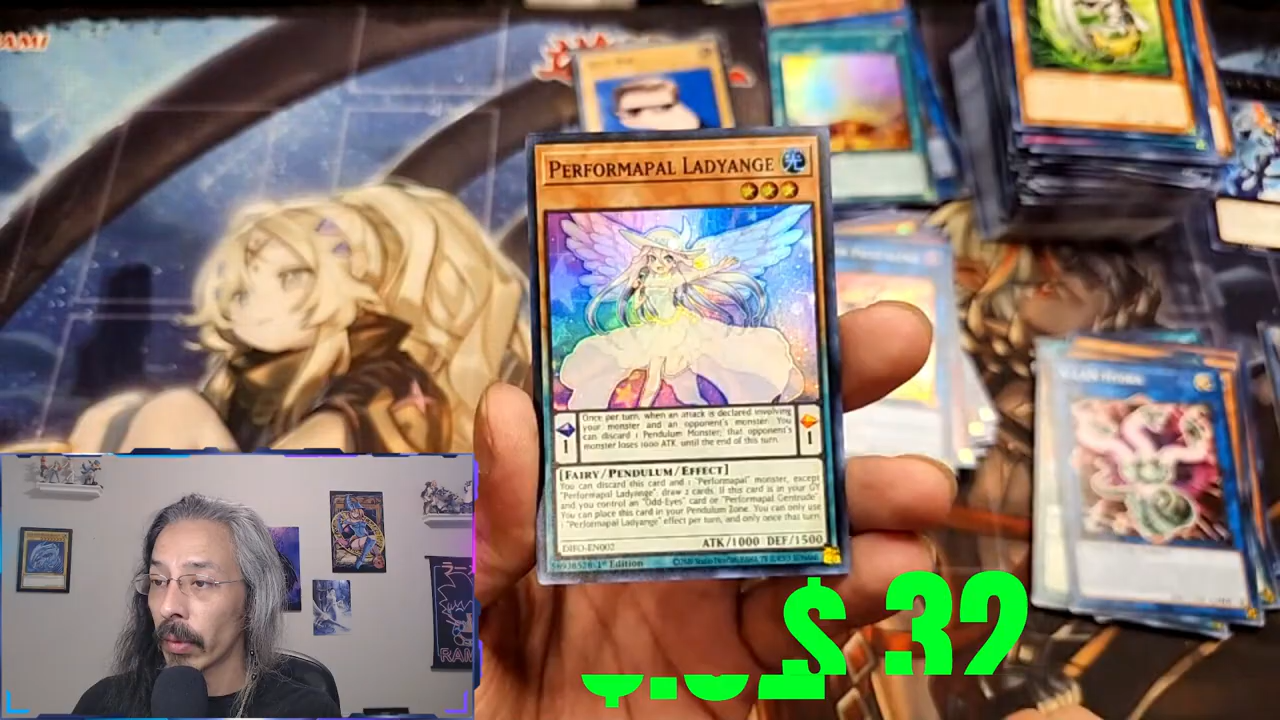 PERFORMAPAL LADYANGE
Once per turn, when an attack is declared involving
your monster and an opponent's monster: You
can discard 1 Pendulum Monster; that opponent's
monster loses 1000 ATK until the end of this turn.
1
1
[FAIRY/PENDULUM/EFFECT]
You can discard this card and 1 "Performapal" monster, except
"Performapal Ladyange"; draw 2 cards. If this card is in your GY
and you control an "Odd-Eyes" card or "Performapal Gentrude":
You can place this card in your Pendulum Zone. You can only use
1 "Performapal Ladyange" effect per turn, and only once that turn.
ATK/1000 DEF/1500
DIFO-EN002
1st Edition
$ .32
RAM